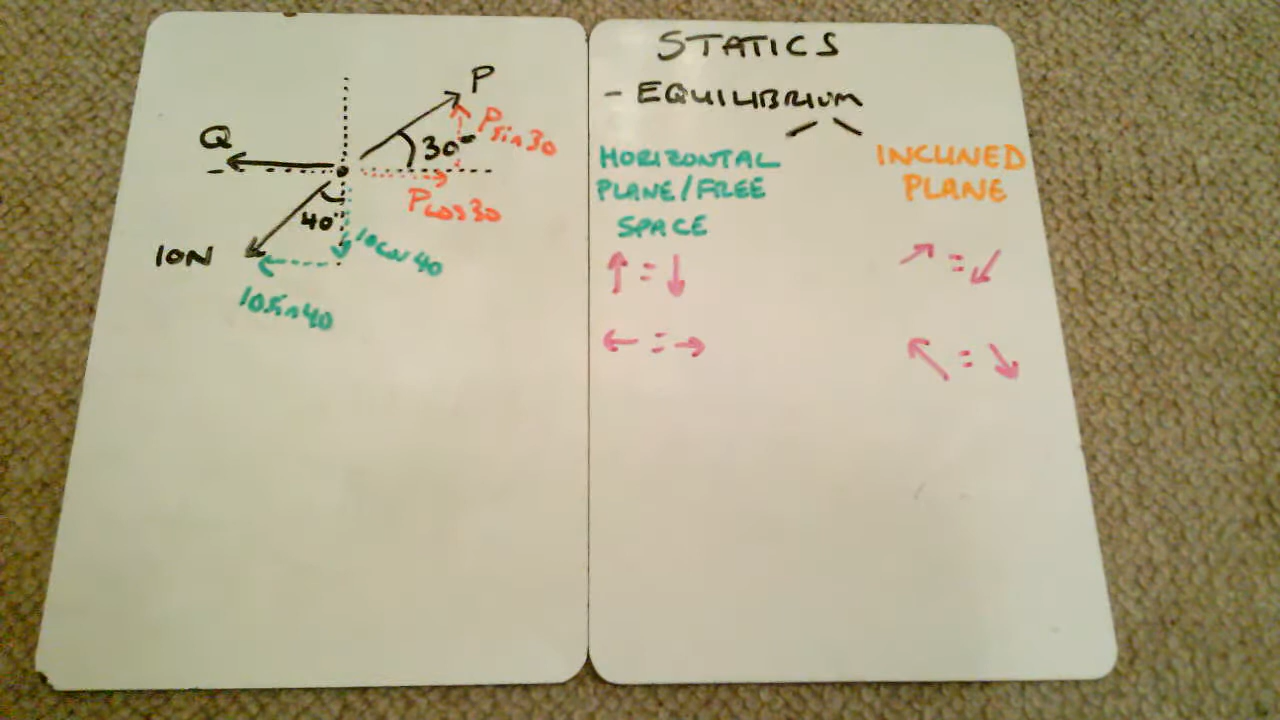 P
Q
30°
P sin 30
P cos 30
40°
10N
10 cos 40
10 sin 40
STATICS
- EQUILIBRIUM
HORIZONTAL
PLANE/FREE
SPACE
↑ = ↓
← = →
INCLINED
PLANE
↗ = ↙
↖ = ↘